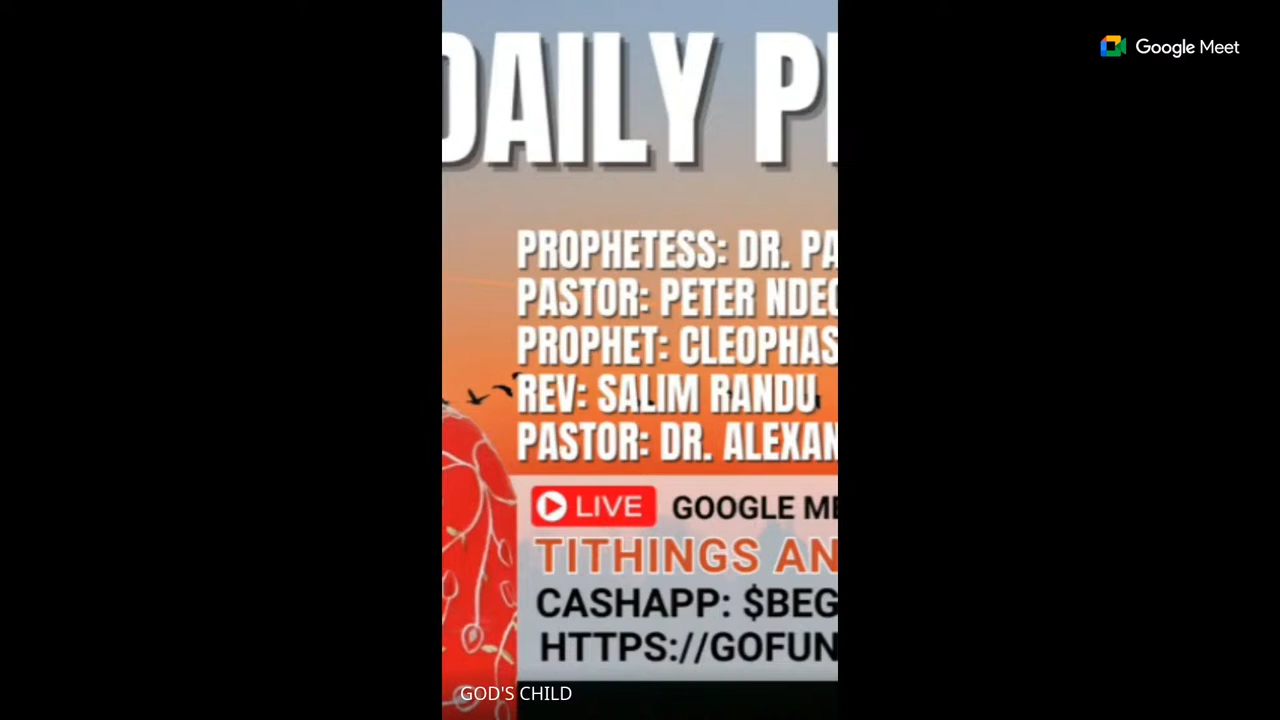 Google Meet
DAILY P
PROPHETESS: DR. PA
PASTOR: PETER NDE
PROPHET: CLEOPHAS
REV: SALIM RANDU
PASTOR: DR. ALEXAN
LIVE GOOGLE ME
TITHINGS AN
CASHAPP: $BEG
HTTPS://GOFUN
GOD'S CHILD